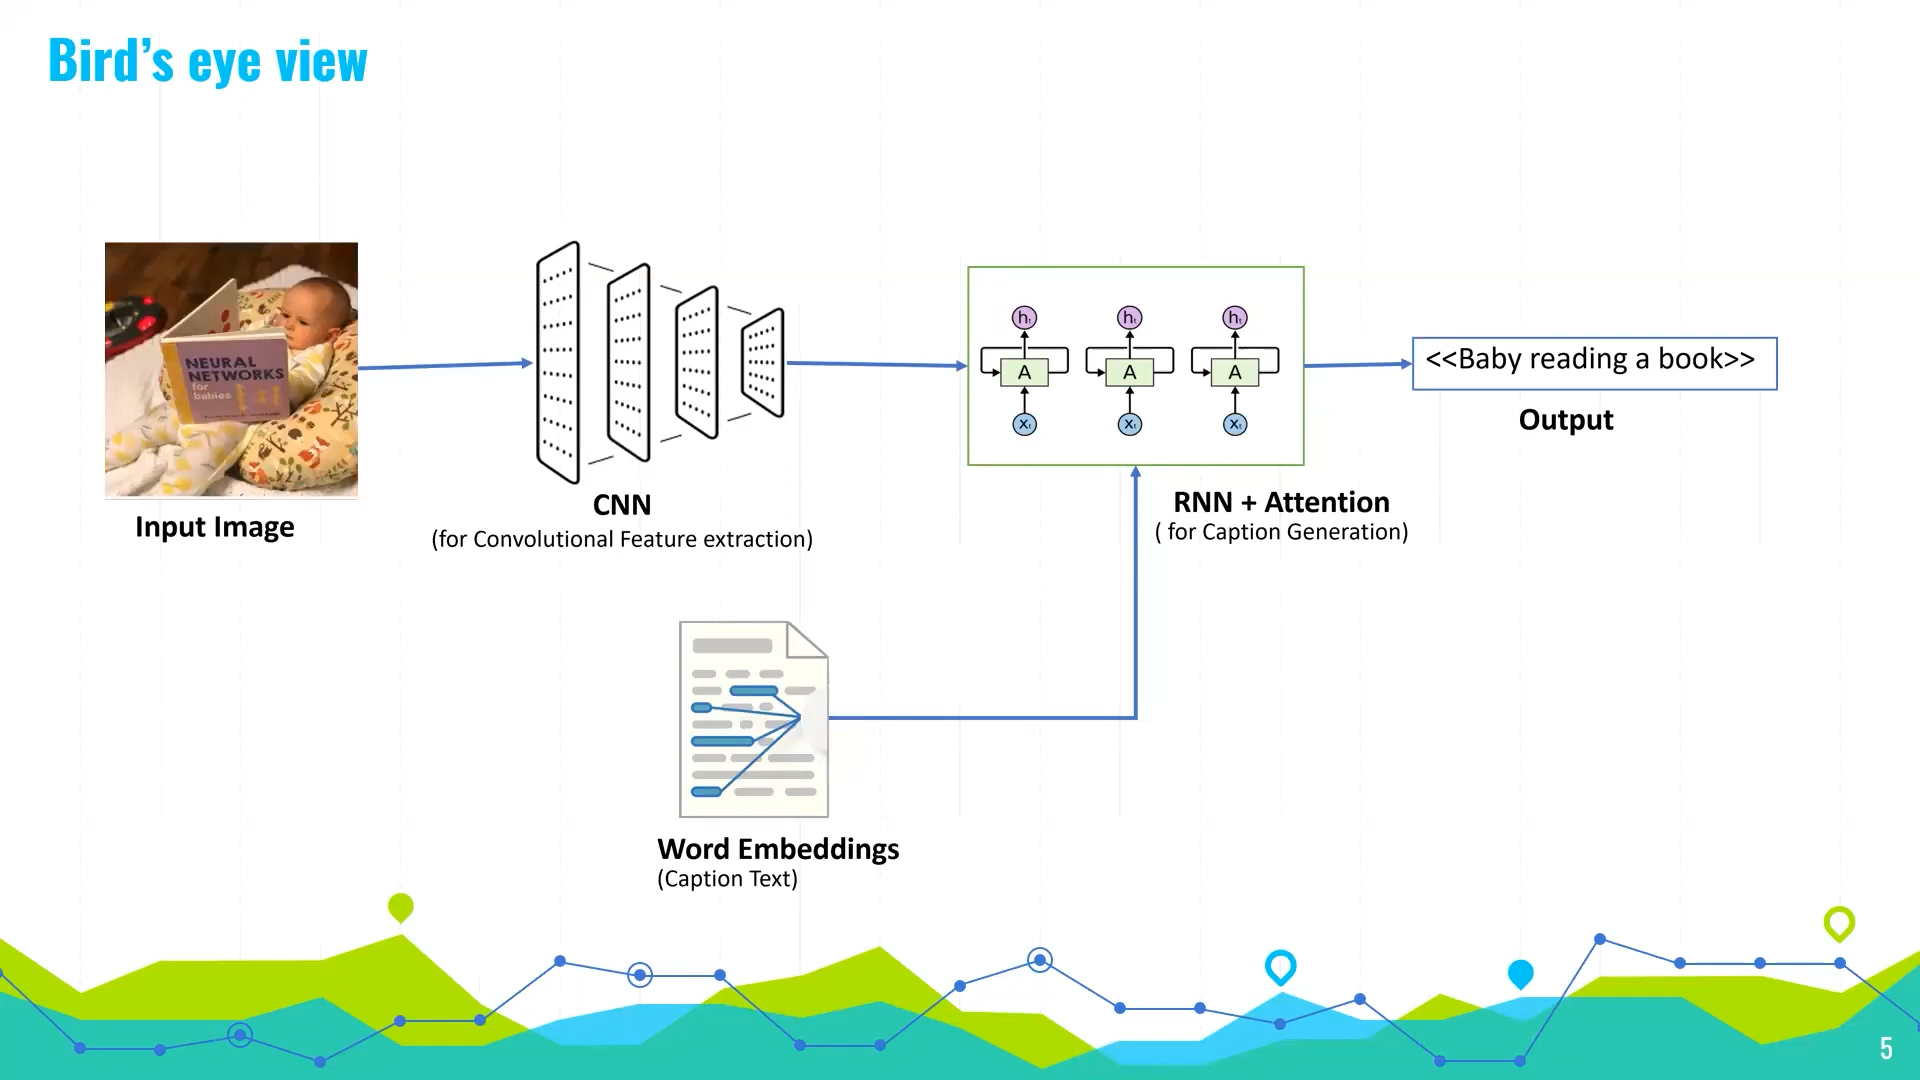 Bird’s eye view
NEURAL
NETWORKS
for
babies
Input Image
CNN
(for Convolutional Feature extraction)
hₜ hₜ hₜ
A A A
xₜ xₜ xₜ
RNN + Attention
( for Caption Generation)
<<Baby reading a book>>
Output
Word Embeddings
(Caption Text)
5